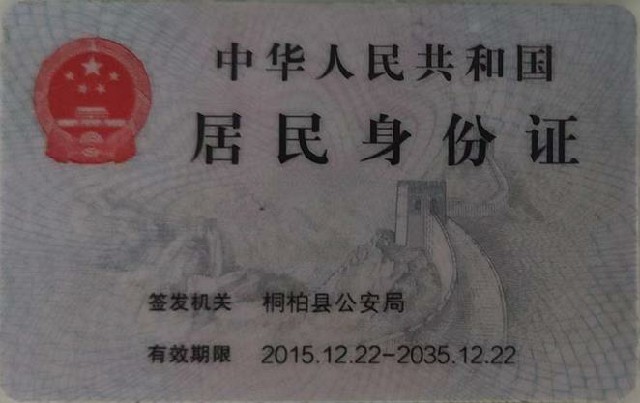 中华人民共和国
居民身份证
签发机关 桐柏县公安局
有效期限 2015.12.22-2035.12.22